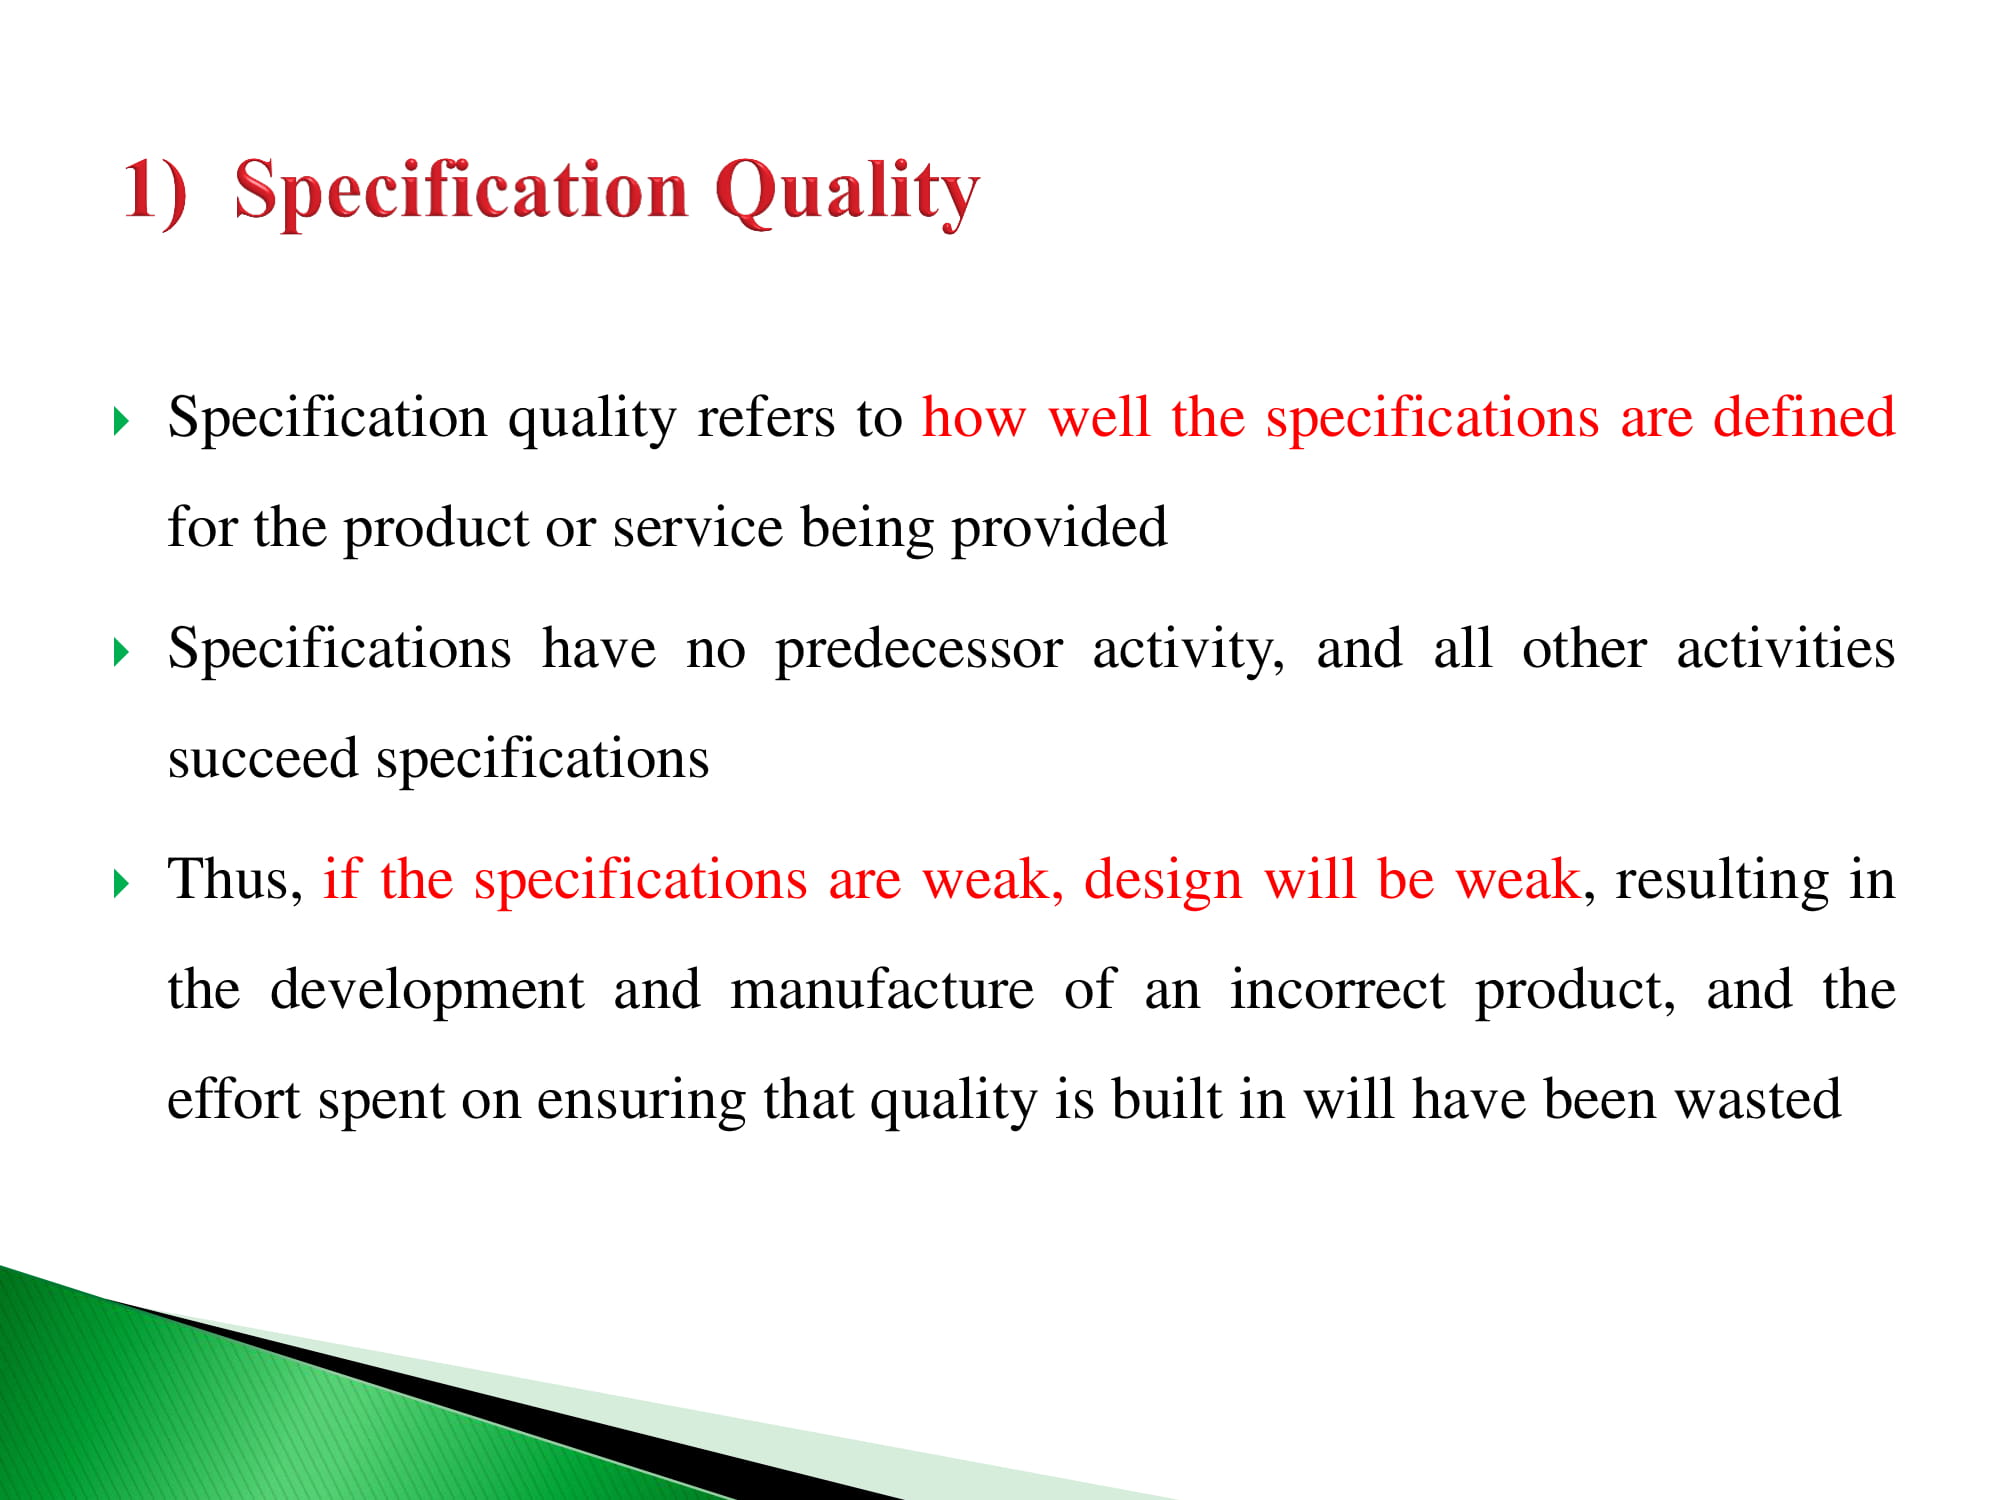 1) Specification Quality
Specification quality refers to how well the specifications are defined
for the product or service being provided
Specifications have no predecessor activity, and all other activities
succeed specifications
Thus, if the specifications are weak, design will be weak, resulting in
the development and manufacture of an incorrect product, and the
effort spent on ensuring that quality is built in will have been wasted